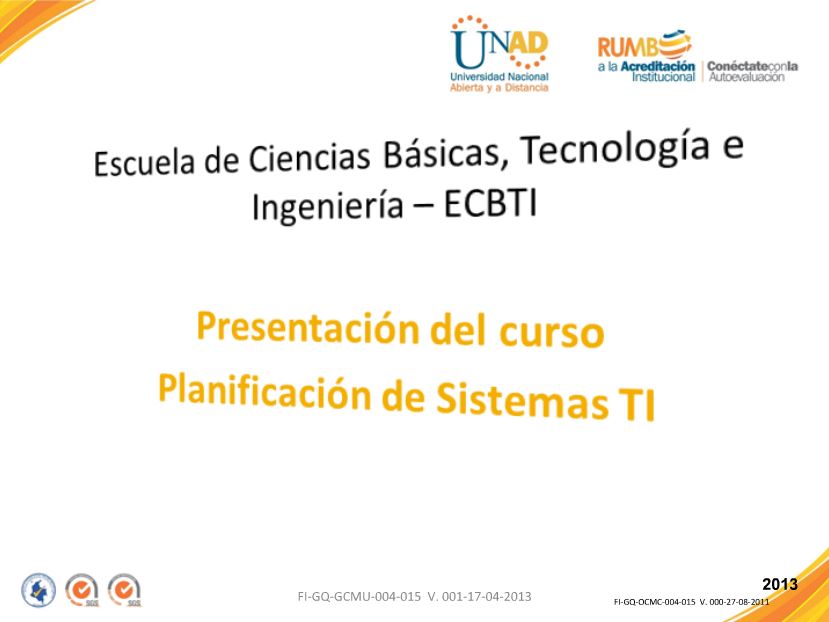 UNAD
Universidad Nacional
Abierta y a Distancia
RUMBO
a la Acreditación
Institucional
Conéctateconla
Autoevaluación
Escuela de Ciencias Básicas, Tecnología e
Ingeniería – ECBTI
Presentación del curso
Planificación de Sistemas TI
SGS
SGS
FI-GQ-GCMU-004-015 V. 001-17-04-2013
2013
FI-GQ-OCMC-004-015 V. 000-27-08-2011